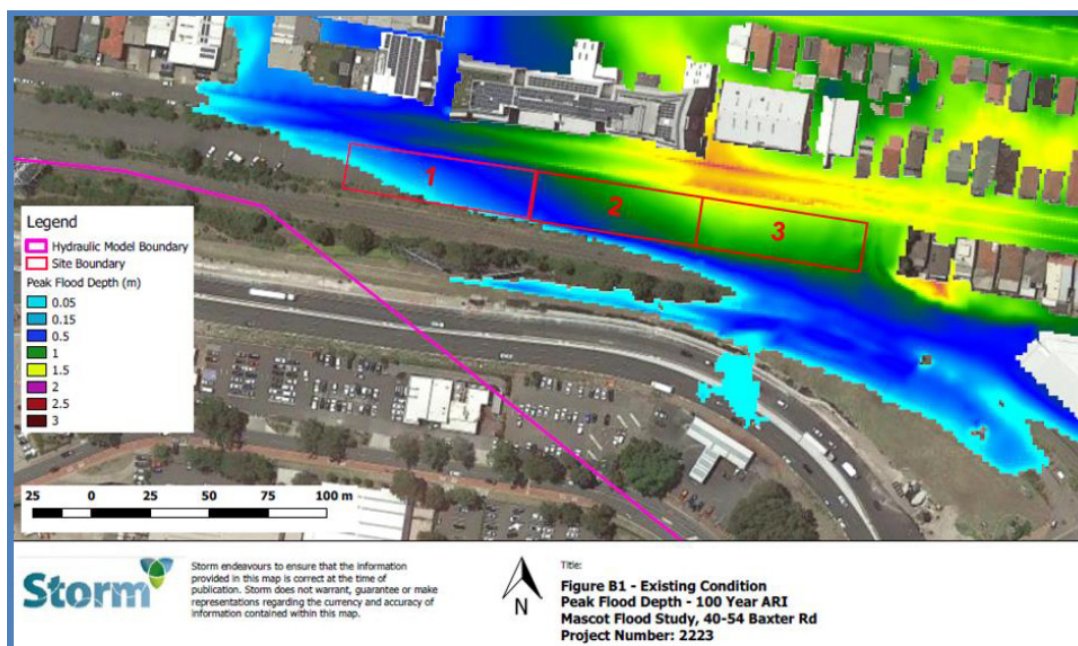 1
2
3
Legend
Hydraulic Model Boundary
Site Boundary
Peak Flood Depth (m)
0.05
0.15
0.5
1
1.5
2
2.5
3
25 0 25 50 75 100 m
Storm
Storm endeavours to ensure that the information
provided in this map is correct at the time of
publication. Storm does not warrant, guarantee or make
representations regarding the currency and accuracy of
information contained within this map.
N
Title:
Figure B1 - Existing Condition
Peak Flood Depth - 100 Year ARI
Mascot Flood Study, 40-54 Baxter Rd
Project Number: 2223